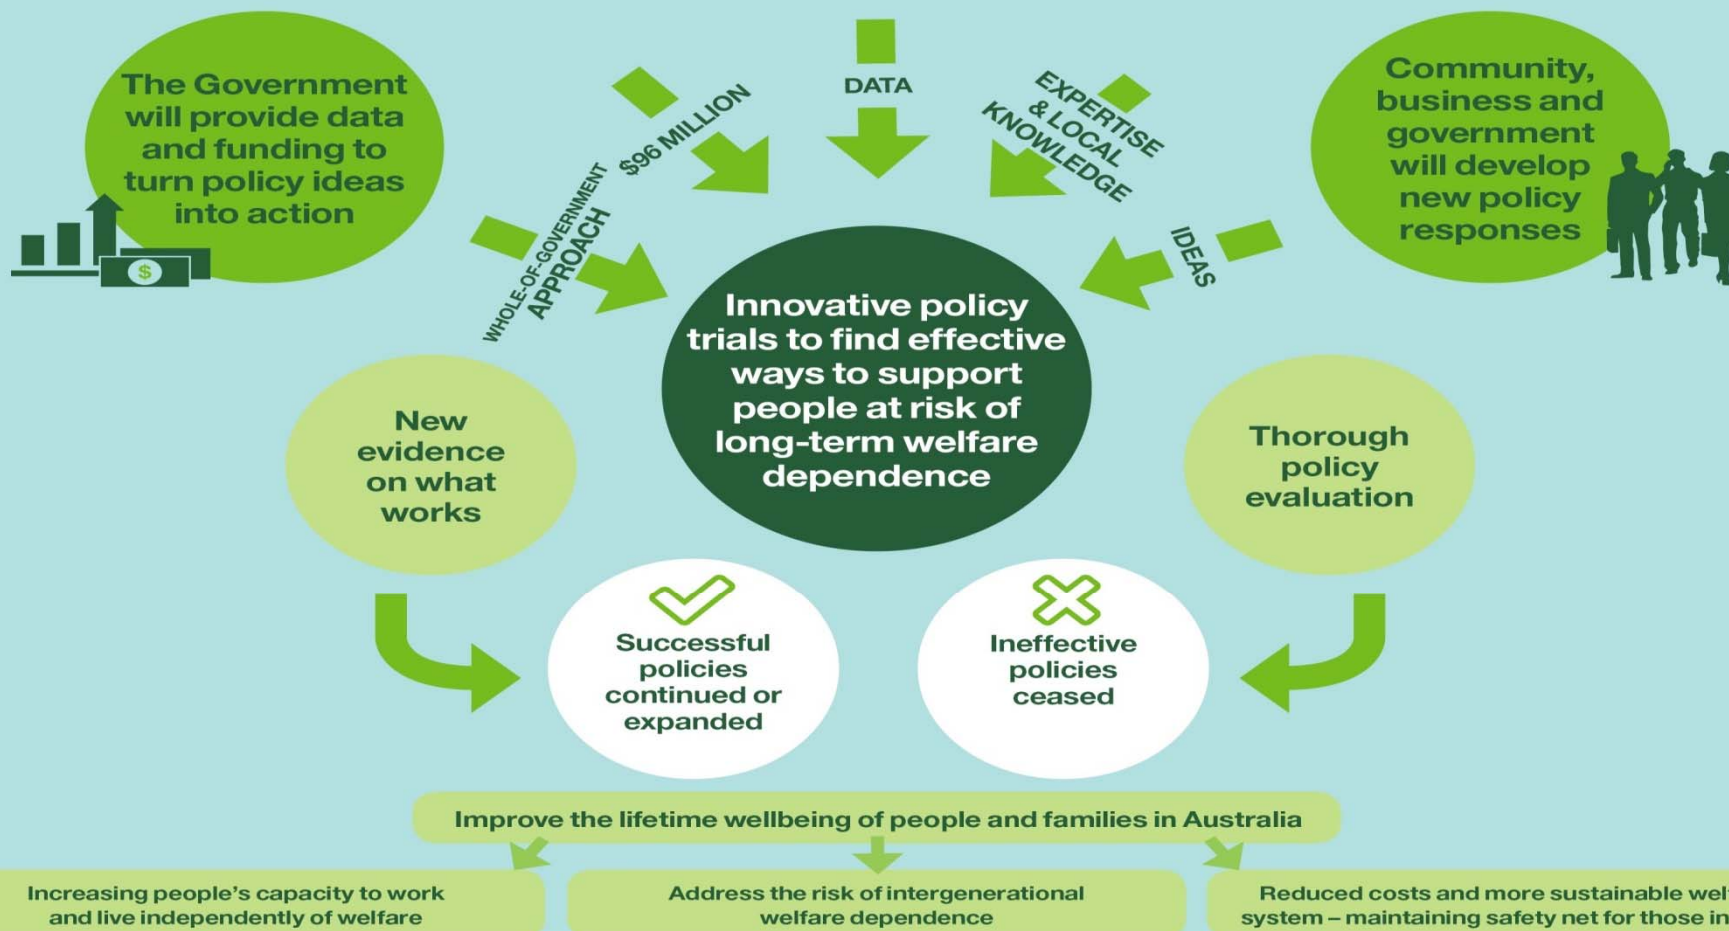 The Government
will provide data
and funding to
turn policy ideas
into action
$
WHOLE-OF-GOVERNMENT
APPROACH
$96 MILLION
DATA
EXPERTISE
& LOCAL
KNOWLEDGE
IDEAS
Community,
business and
government
will develop
new policy
responses
Innovative policy
trials to find effective
ways to support
people at risk of
long-term welfare
dependence
New
evidence
on what
works
Thorough
policy
evaluation
Successful
policies
continued or
expanded
Ineffective
policies
ceased
Improve the lifetime wellbeing of people and families in Australia
Increasing people's capacity to work
and live independently of welfare
Address the risk of intergenerational
welfare dependence
Reduced costs and more sustainable
system – maintaining safety net for those